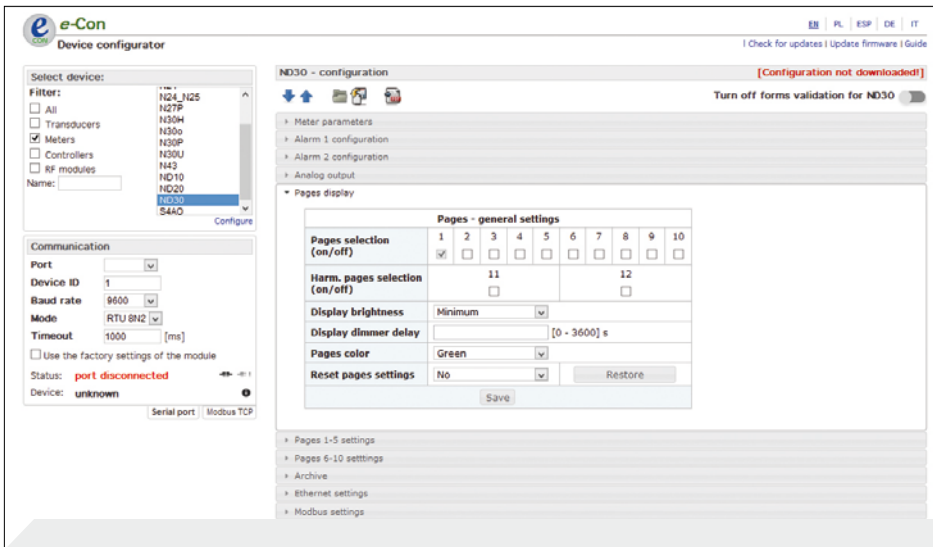 e-Con
Device configurator
EN | PL | ESP | DE | IT
| Check for updates | Update firmware | Guide
Select device:
Filter:
All
Transducers
Meters
Controllers
RF modules
Name:
N24_N25
N27P
N30H
N30o
N30P
N30U
N43
ND10
ND20
ND30
S4AO
Configure
Communication
Port
Device ID 1
Baud rate 9600
Mode RTU 8N2
Timeout 1000 [ms]
Use the factory settings of the module
Status: port disconnected
Device: unknown
Serial port Modbus TCP
ND30 - configuration [Configuration not downloaded!]
Turn off forms validation for ND30
Meter parameters
Alarm 1 configuration
Alarm 2 configuration
Analog output
Pages display
Pages - general settings
Pages selection (on/off) 1 2 3 4 5 6 7 8 9 10
Harm. pages selection (on/off) 11 12
Display brightness Minimum
Display dimmer delay [0 - 3600] s
Pages color Green
Reset pages settings No Restore
Save
Pages 1-5 settings
Pages 6-10 setttings
Archive
Ethernet settings
Modbus settings